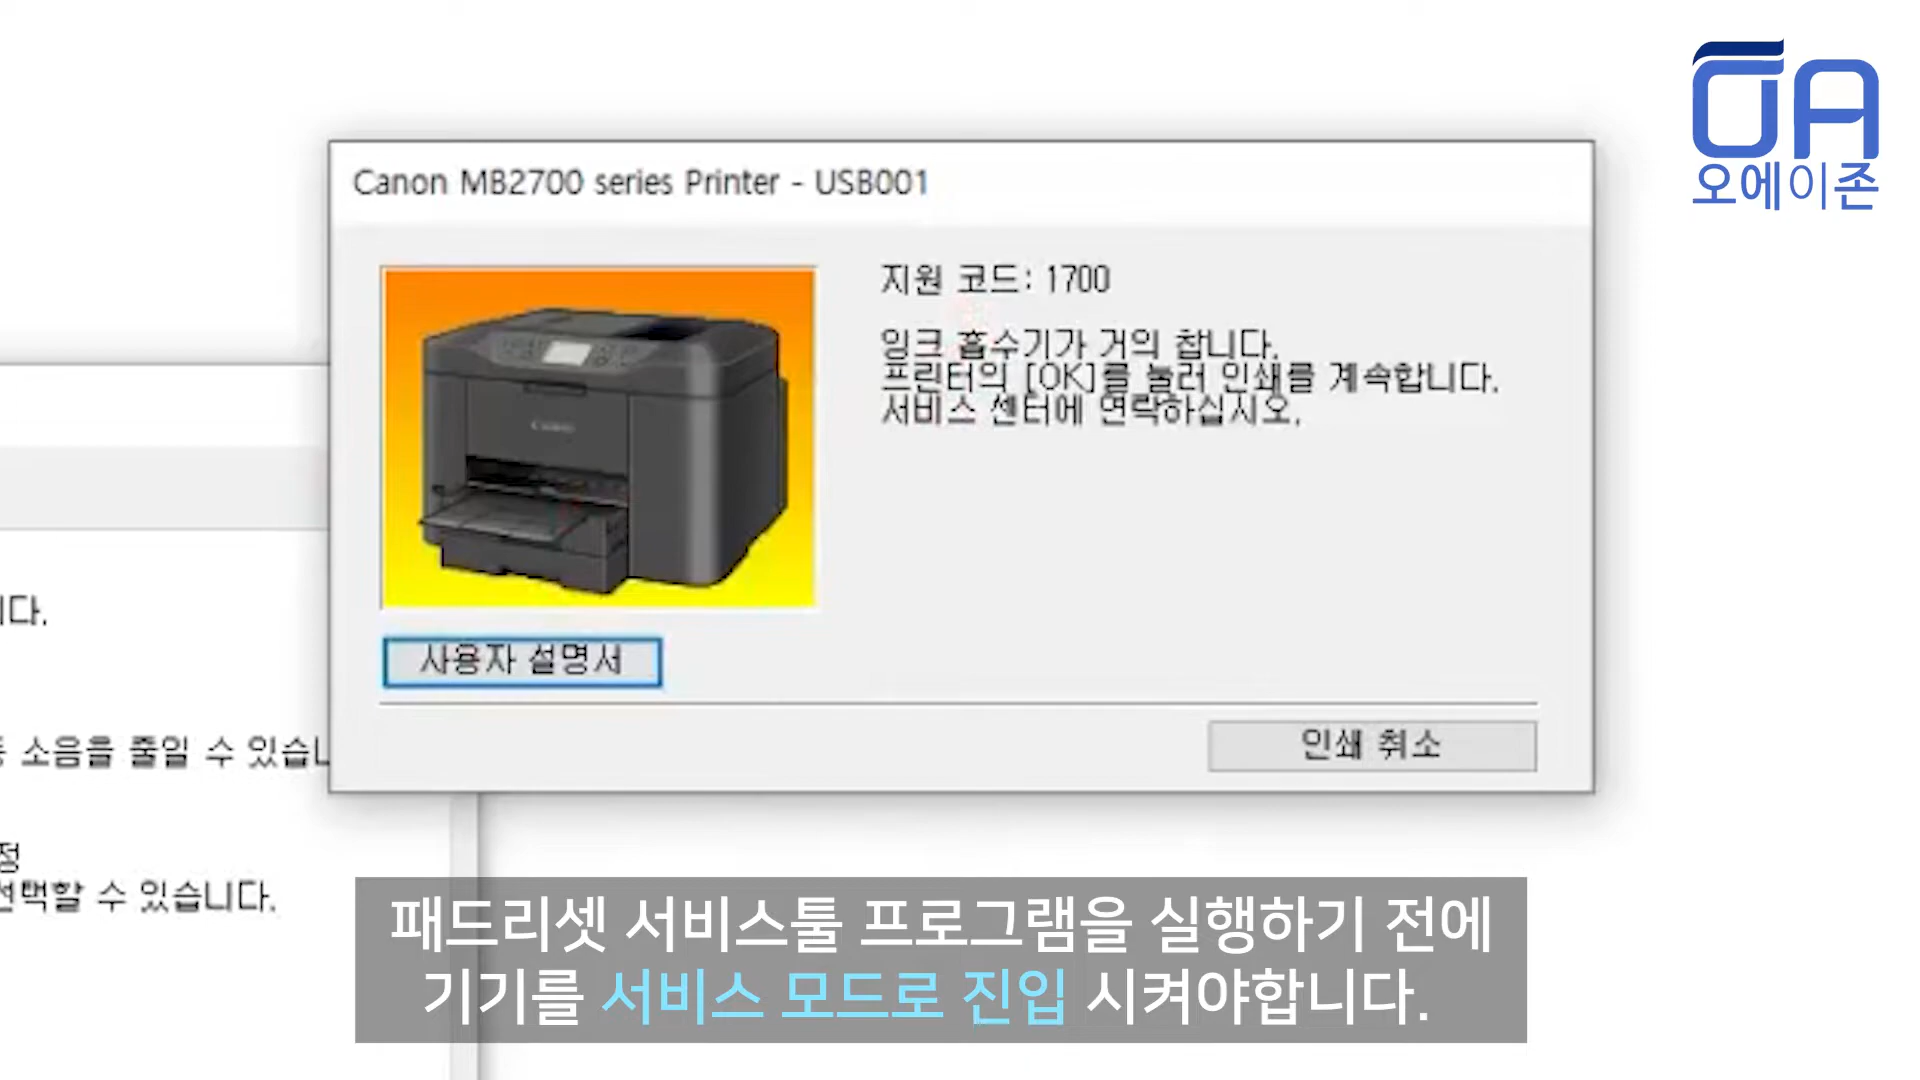 오에이존
Canon MB2700 series Printer - USB001
지원 코드: 1700
잉크 흡수기가 거의 찹니다.
프린터의 [OK]를 눌러 인쇄를 계속합니다.
서비스 센터에 연락하십시오.
Canon
사용자 설명서
인쇄 취소
니다.
소음을 줄일 수 있습니
정
선택할 수 있습니다.
패드리셋 서비스툴 프로그램을 실행하기 전에
기기를 서비스 모드로 진입 시켜야합니다.